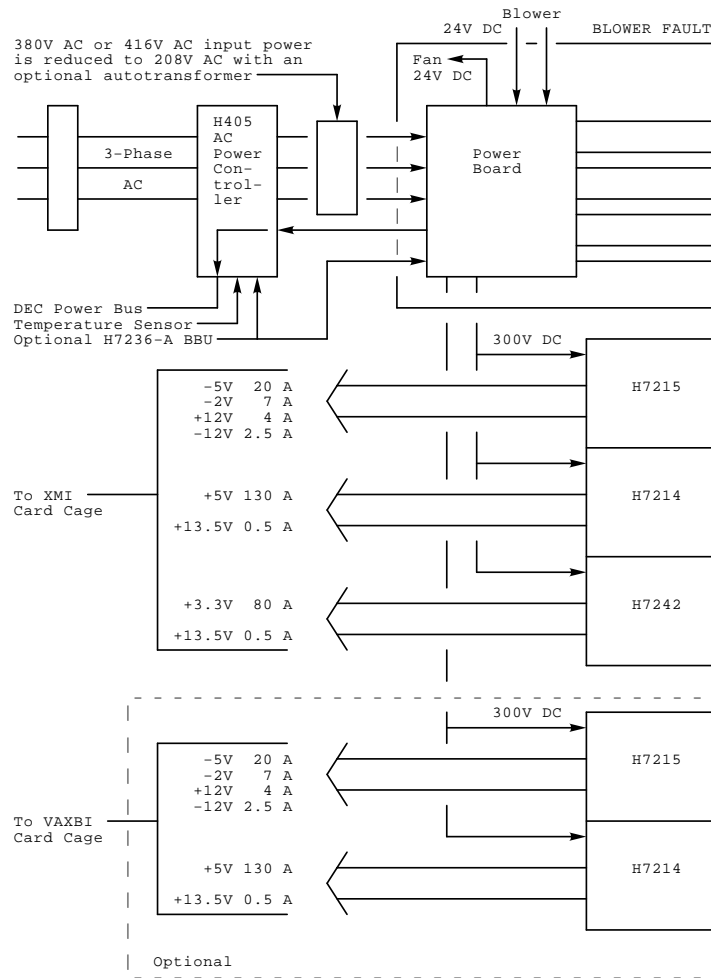 Blower
24V DC
BLOWER FAULT
380V AC or 416V AC input power
is reduced to 208V AC with an
optional autotransformer
Fan
24V DC
H405
AC
Power
Con-
trol-
ler
3-Phase
AC
Power
Board
DEC Power Bus
Temperature Sensor
Optional H7236-A BBU
300V DC
-5V 20 A
-2V 7 A
+12V 4 A
-12V 2.5 A
H7215
To XMI
Card Cage
+5V 130 A
+13.5V 0.5 A
H7214
+3.3V 80 A
+13.5V 0.5 A
H7242
300V DC
-5V 20 A
-2V 7 A
+12V 4 A
-12V 2.5 A
H7215
To VAXBI
Card Cage
+5V 130 A
+13.5V 0.5 A
H7214
Optional